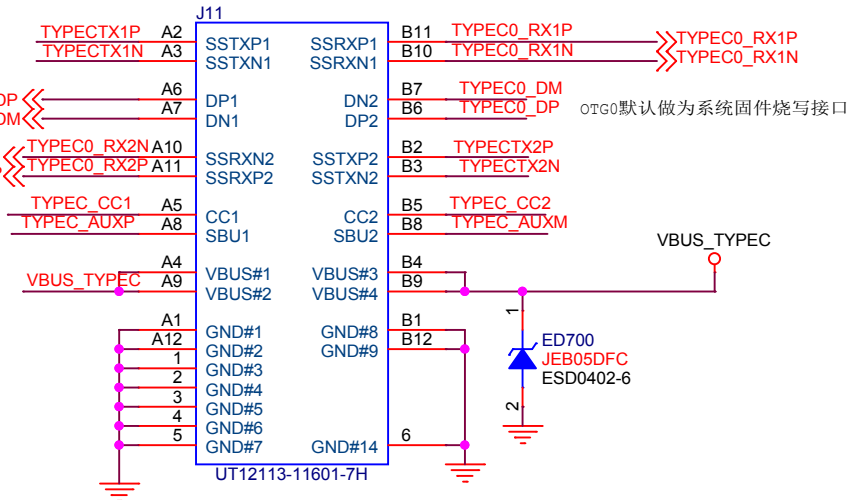 J11
TYPECTX1P A2 SSTXP1 SSRXP1 B11 TYPEC0_RX1P TYPEC0_RX1P
TYPECTX1N A3 SSTXN1 SSRXN1 B10 TYPEC0_RX1N TYPEC0_RX1N
DP A6 DP1 DN2 B7 TYPEC0_DM
DM A7 DN1 DP2 B6 TYPEC0_DP
OTG0默认做为系统固件烧写接口
TYPEC0_RX2N A10 SSRXN2 SSTXP2 B2 TYPECTX2P
TYPEC0_RX2P A11 SSRXP2 SSTXN2 B3 TYPECTX2N
TYPEC_CC1 A5 CC1 CC2 B5 TYPEC_CC2
TYPEC_AUXP A8 SBU1 SBU2 B8 TYPEC_AUXM
VBUS_TYPEC
A4 VBUS#1 VBUS#3 B4
VBUS_TYPEC A9 VBUS#2 VBUS#4 B9
A1 GND#1 GND#8 B1
A12 GND#2 GND#9 B12
1 GND#3
2 GND#4
3 GND#5
4 GND#6
5 GND#7 GND#14 6
UT12113-11601-7H
1
ED700
JEB05DFC
ESD0402-6
2